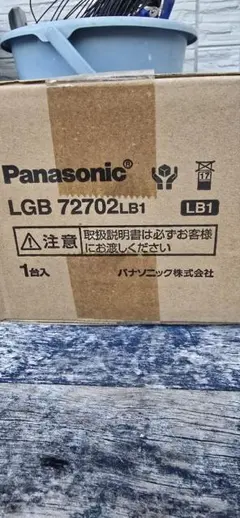 Panasonic®
17
LGB 72702LB1
LB1
注意
取扱説明書は必ずお客様
にお渡しください
1台入
パナソニック株式会社